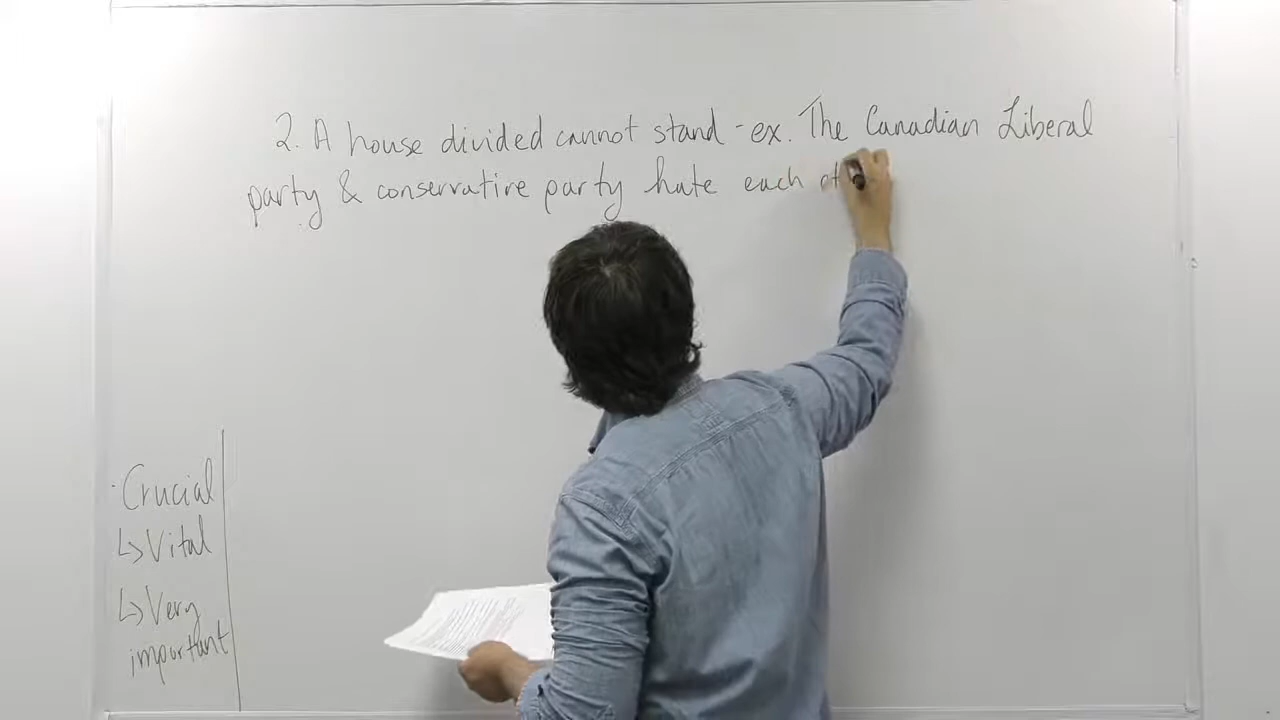 2. A house divided cannot stand - ex. The Canadian Liberal
party & conservative party hate each
Crucial
↳ Vital
↳ Very
important